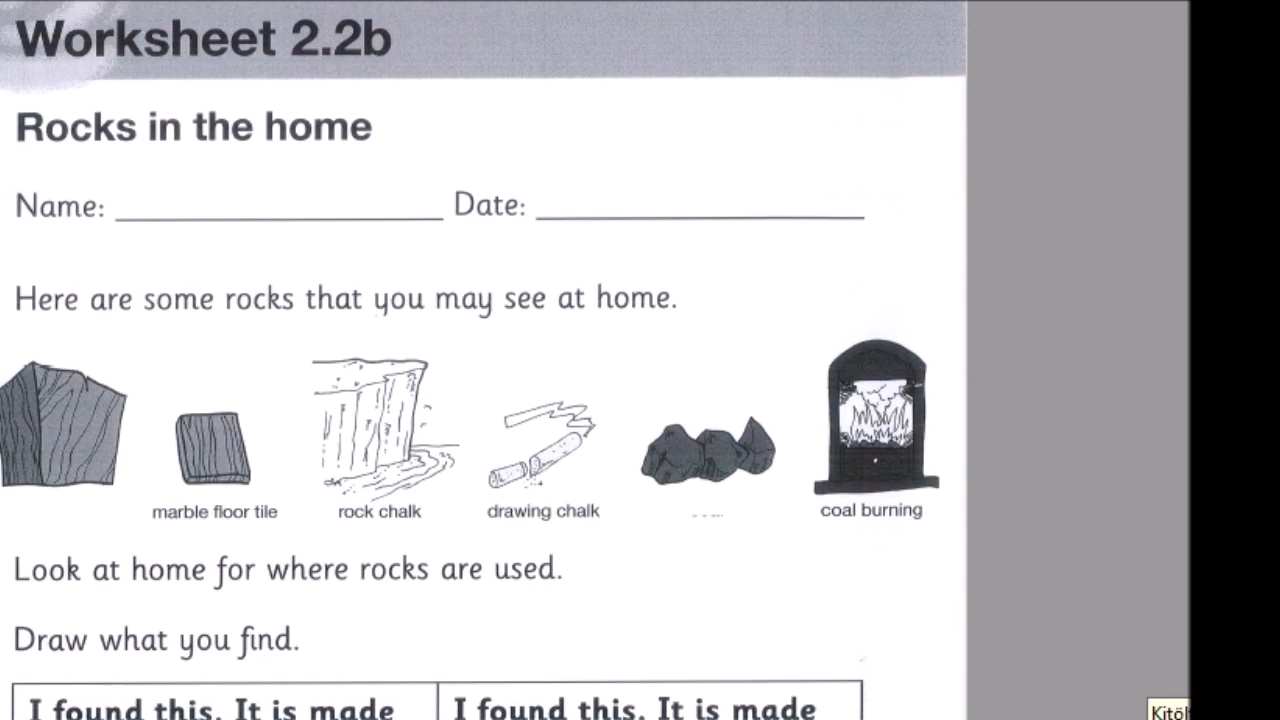 Worksheet 2.2b
Rocks in the home
Name: Date:
Here are some rocks that you may see at home.
marble floor tile rock chalk drawing chalk coal burning
Look at home for where rocks are used.
Draw what you find.
I found this. It is made I found this. It is made